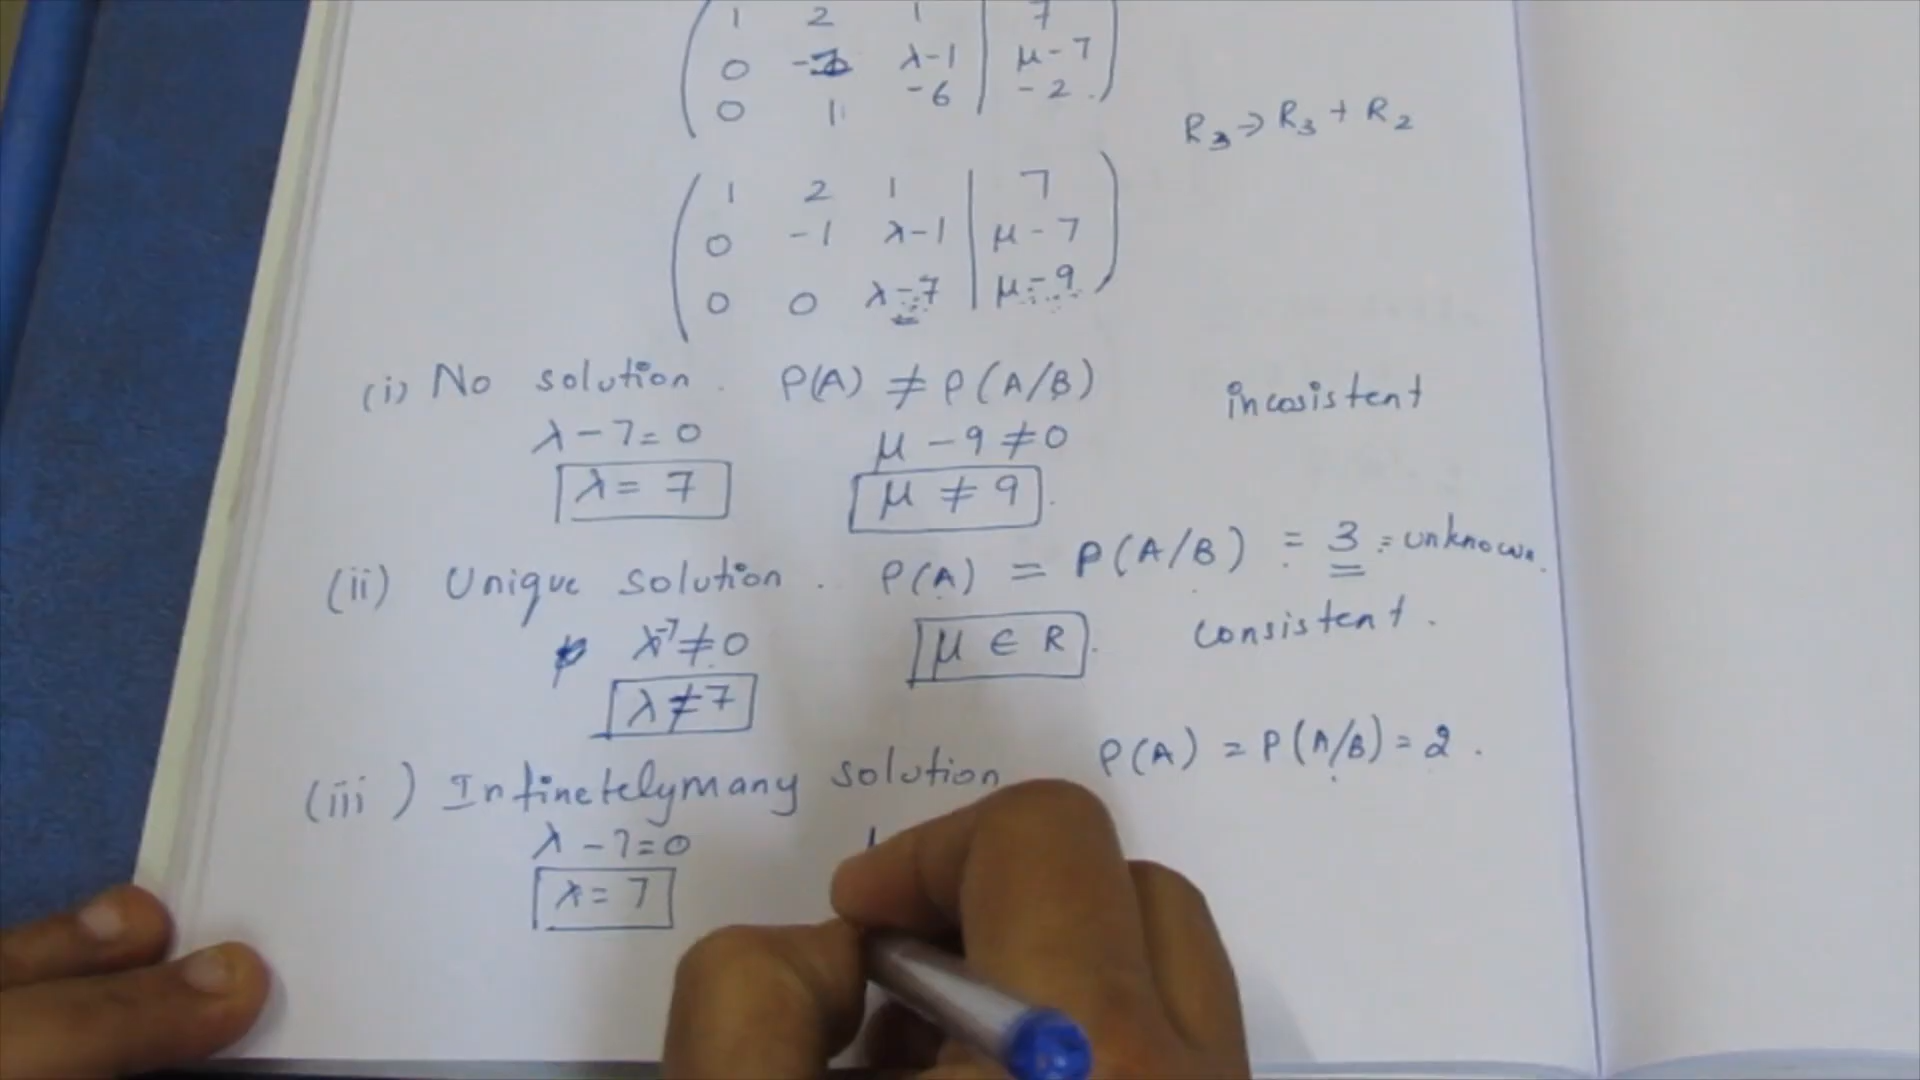 1 2 1 | 7
0 -1 λ-1 | μ-7
0 1 -6 | -2
R3 → R3 + R2
1 2 1 | 7
0 -1 λ-1 | μ-7
0 0 λ-7 | μ-9
(i) No solution. ρ(A) ≠ ρ(A/B) incosistent
λ-7=0 μ-9≠0
λ=7 μ≠9.
(ii) Unique solution. ρ(A) = ρ(A/B) = 3 = unknown.
λ-7≠0 μ∈R. consistent.
λ≠7
(iii) Infinetelymany solution ρ(A) = ρ(A/B) = 2.
λ-7=0
λ=7